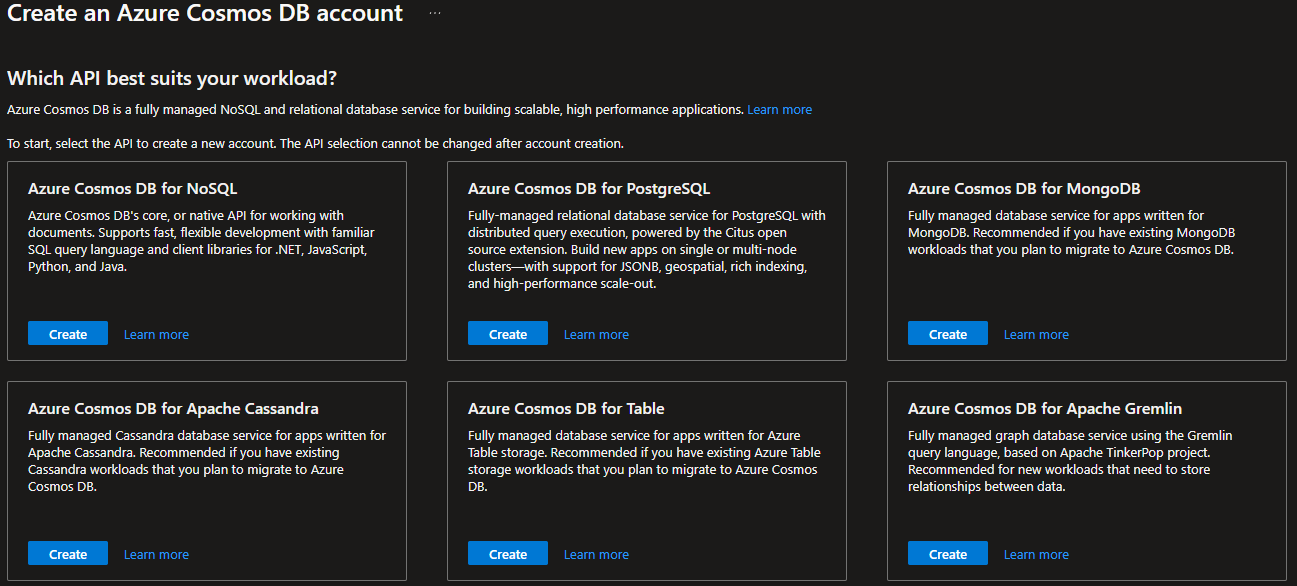 Create an Azure Cosmos DB account ...
Which API best suits your workload?
Azure Cosmos DB is a fully managed NoSQL and relational database service for building scalable, high performance applications. Learn more
To start, select the API to create a new account. The API selection cannot be changed after account creation.
Azure Cosmos DB for NoSQL
Azure Cosmos DB's core, or native API for working with
documents. Supports fast, flexible development with familiar
SQL query language and client libraries for .NET, JavaScript,
Python, and Java.
Create Learn more
Azure Cosmos DB for PostgreSQL
Fully-managed relational database service for PostgreSQL with
distributed query execution, powered by the Citus open
source extension. Build new apps on single or multi-node
clusters—with support for JSONB, geospatial, rich indexing,
and high-performance scale-out.
Create Learn more
Azure Cosmos DB for MongoDB
Fully managed database service for apps written for
MongoDB. Recommended if you have existing MongoDB
workloads that you plan to migrate to Azure Cosmos DB.
Create Learn more
Azure Cosmos DB for Apache Cassandra
Fully managed Cassandra database service for apps written for
Apache Cassandra. Recommended if you have existing
Cassandra workloads that you plan to migrate to Azure
Cosmos DB.
Create Learn more
Azure Cosmos DB for Table
Fully managed database service for apps written for Azure
Table storage. Recommended if you have existing Azure Table
storage workloads that you plan to migrate to Azure Cosmos
DB.
Create Learn more
Azure Cosmos DB for Apache Gremlin
Fully managed graph database service using the Gremlin
query language, based on Apache TinkerPop project.
Recommended for new workloads that need to store
relationships between data.
Create Learn more